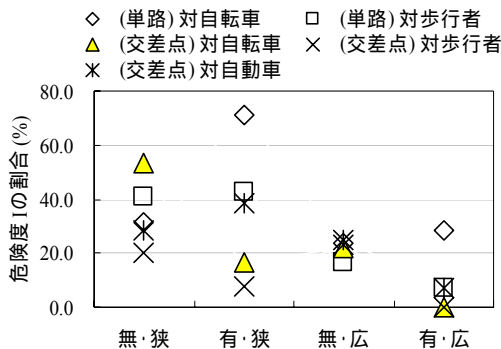 (単路) 対自転車 (単路) 対歩行者
(交差点) 対自転車 (交差点) 対歩行者
(交差点) 対自動車
危険度Iの割合(%)
80.0
60.0
40.0
20.0
0.0
無・狭 有・狭 無・広 有・広